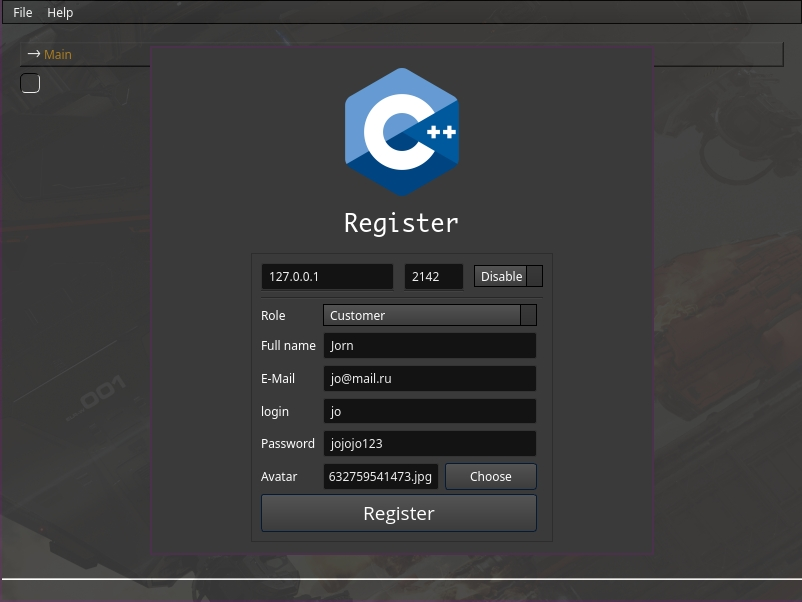 File Help
→ Main
C++
Register
127.0.0.1 2142 Disable
Role Customer
Full name Jorn
E-Mail jo@mail.ru
login jo
Password jojojo123
Avatar 632759541473.jpg Choose
Register
...001